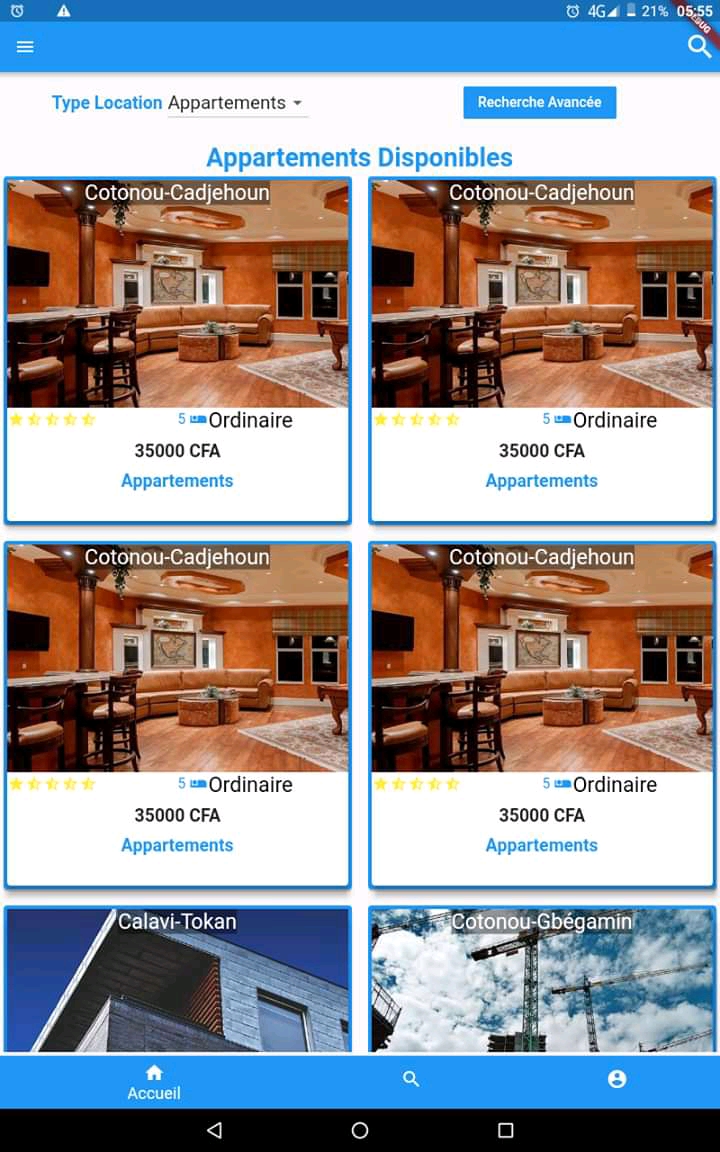 4G 21% 05:55
DEBUG
Type Location Appartements
Recherche Avancée
Appartements Disponibles
Cotonou-Cadjehoun
5 Ordinaire
35000 CFA
Appartements
Cotonou-Cadjehoun
5 Ordinaire
35000 CFA
Appartements
Cotonou-Cadjehoun
5 Ordinaire
35000 CFA
Appartements
Cotonou-Cadjehoun
5 Ordinaire
35000 CFA
Appartements
Calavi-Tokan
Cotonou-Gbégamin
Accueil